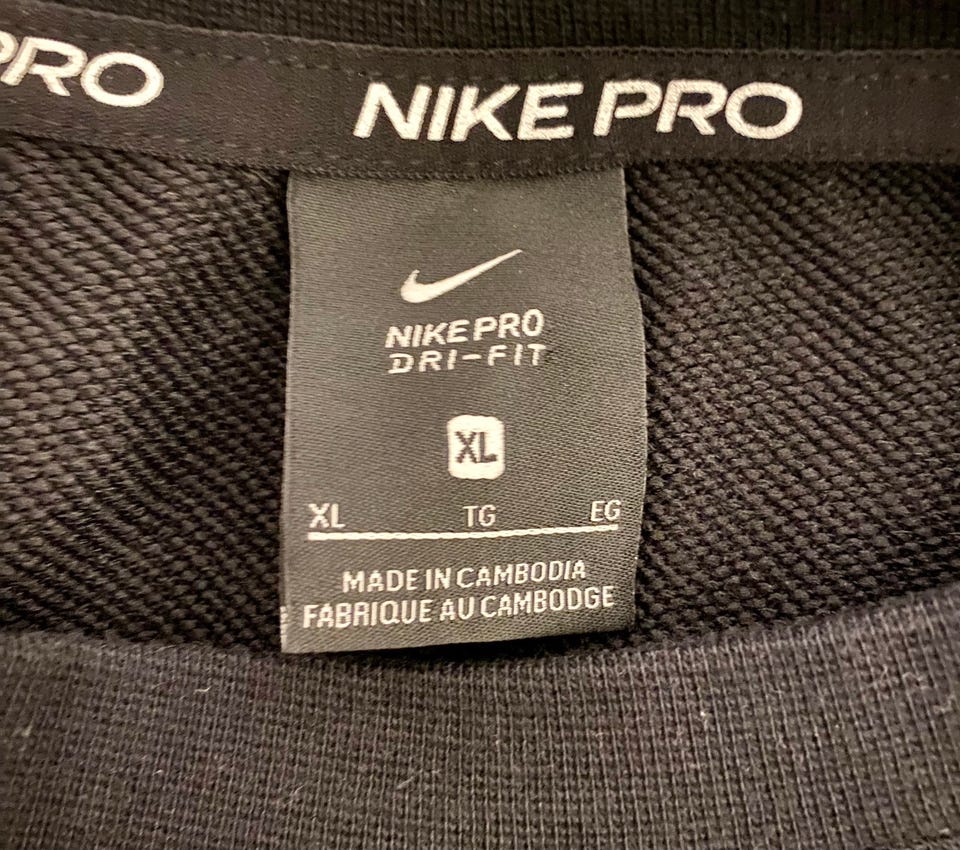 PRO NIKE PRO
NIKE PRO
DRI-FIT
XL
XL TG EG
MADE IN CAMBODIA
FABRIQUE AU CAMBODGE